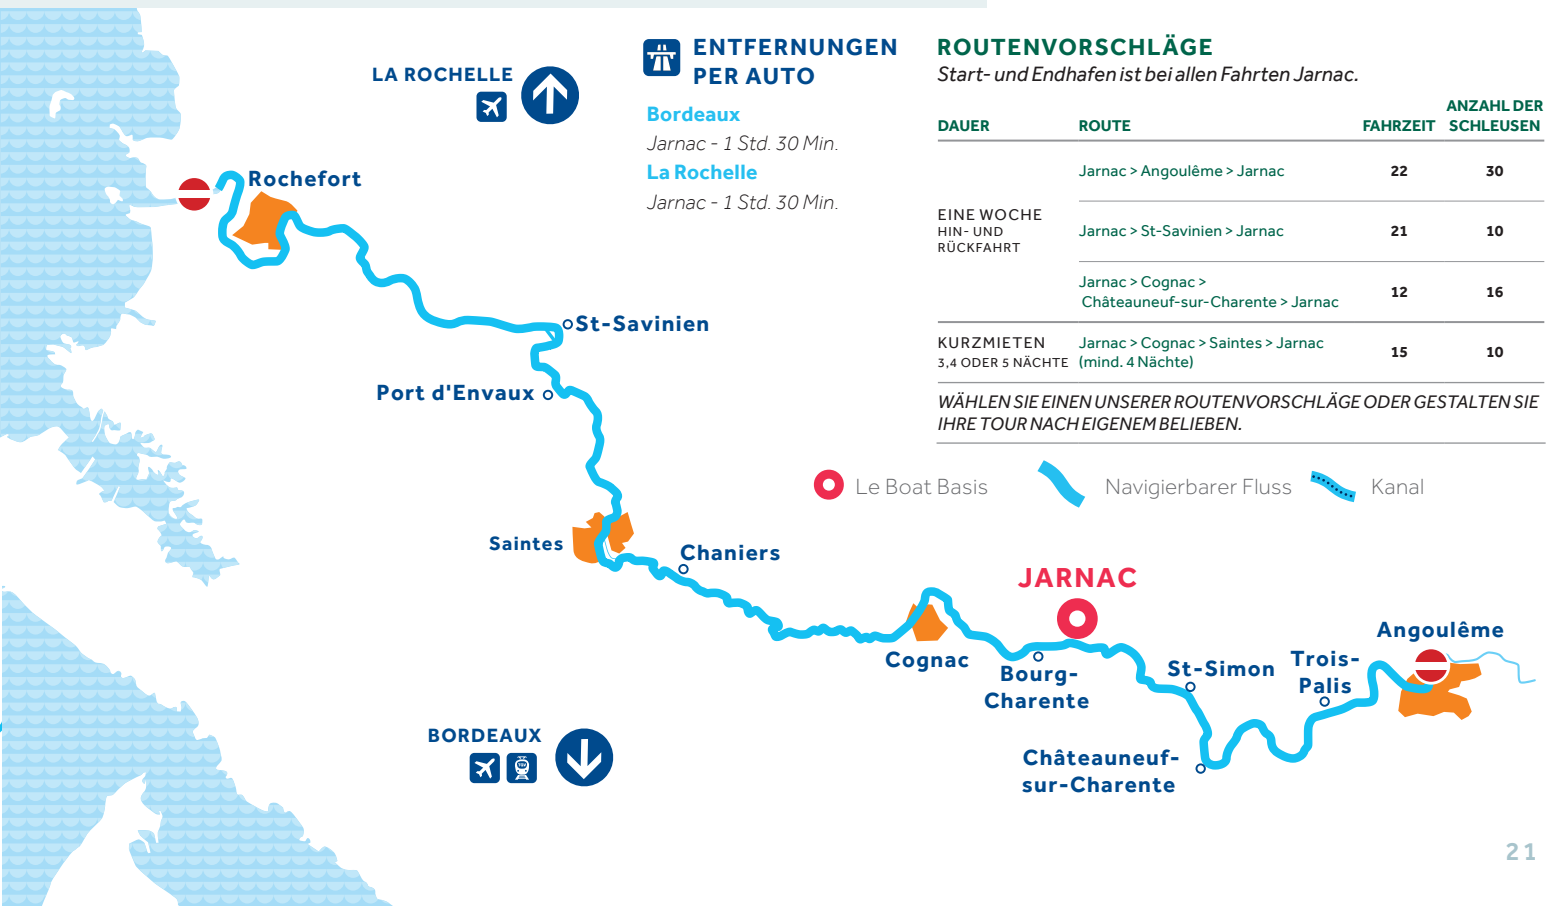 LA ROCHELLE
ENTFERNUNGEN
PER AUTO
Bordeaux
Jarnac - 1 Std. 30 Min.
La Rochelle
Jarnac - 1 Std. 30 Min.
ROUTENVORSCHLÄGE
Start- und Endhafen ist bei allen Fahrten Jarnac.
DAUER ROUTE FAHRZEIT ANZAHL DER
SCHLEUSEN
EINE WOCHE
HIN- UND
RÜCKFAHRT
Jarnac > Angoulême > Jarnac 22 30
Jarnac > St-Savinien > Jarnac 21 10
Jarnac > Cognac >
Châteauneuf-sur-Charente > Jarnac 12 16
KURZMIETEN
3,4 ODER 5 NÄCHTE
Jarnac > Cognac > Saintes > Jarnac
(mind. 4 Nächte) 15 10
WÄHLEN SIE EINEN UNSERER ROUTENVORSCHLÄGE ODER GESTALTEN SIE
IHRE TOUR NACH EIGENEM BELIEBEN.
Le Boat Basis
Navigierbarer Fluss
Kanal
Rochefort
St-Savinien
Port d'Envaux
Saintes
Chaniers
Cognac
JARNAC
Bourg-
Charente
St-Simon
Châteauneuf-
sur-Charente
Trois-
Palis
Angoulême
BORDEAUX
TGV
21